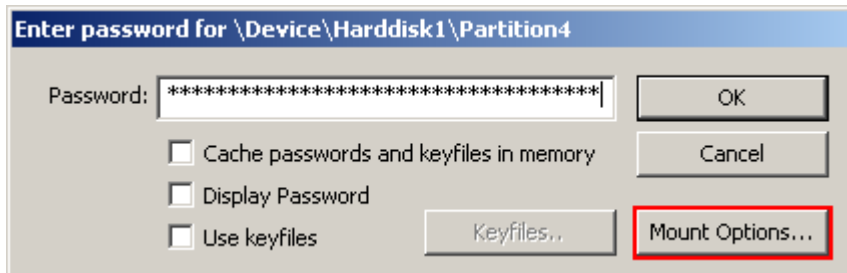 Enter password for \Device\Harddisk1\Partition4
Password: ************************************
OK
Cache passwords and keyfiles in memory
Cancel
Display Password
Use keyfiles
Keyfiles..
Mount Options...